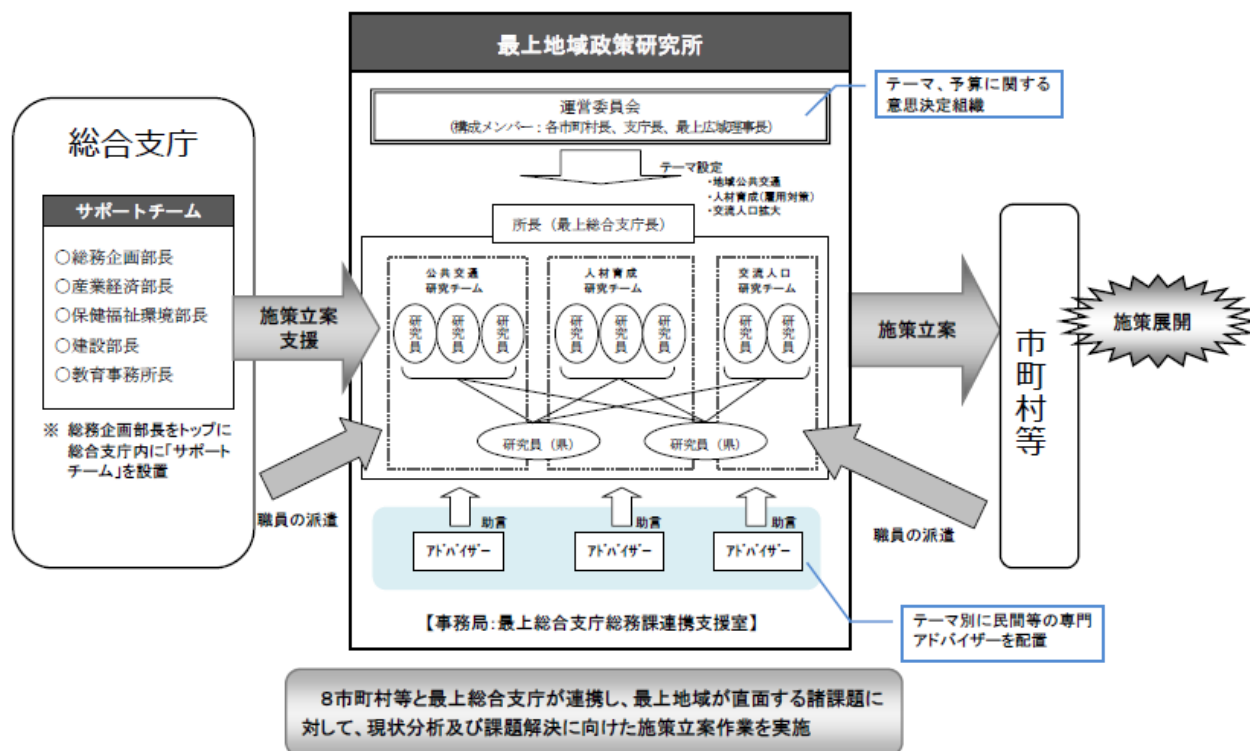 最上地域政策研究所
運営委員会
(構成メンバー：各市町村長、支庁長、最上広域理事長)
テーマ、予算に関する
意思決定組織
テーマ設定
・地域公共交通
・人材育成(雇用対策)
・交流人口拡大
総合支庁
サポートチーム
○総務企画部長
○産業経済部長
○保健福祉環境部長
○建設部長
○教育事務所長
※ 総務企画部長をトップに
総合支庁内に「サポート
チーム」を設置
施策立案
支援
職員の派遣
所長（最上総合支庁長）
公共交通
研究チーム
研究員
研究員
研究員
人材育成
研究チーム
研究員
研究員
研究員
交流人口
研究チーム
研究員
研究員
研究員（県）
研究員（県）
助言
助言
助言
アドバイザー
アドバイザー
アドバイザー
【事務局：最上総合支庁総務課連携支援室】
施策立案
市町村等
施策展開
職員の派遣
テーマ別に民間等の専門
アドバイザーを配置
８市町村等と最上総合支庁が連携し、最上地域が直面する諸課題に
対して、現状分析及び課題解決に向けた施策立案作業を実施